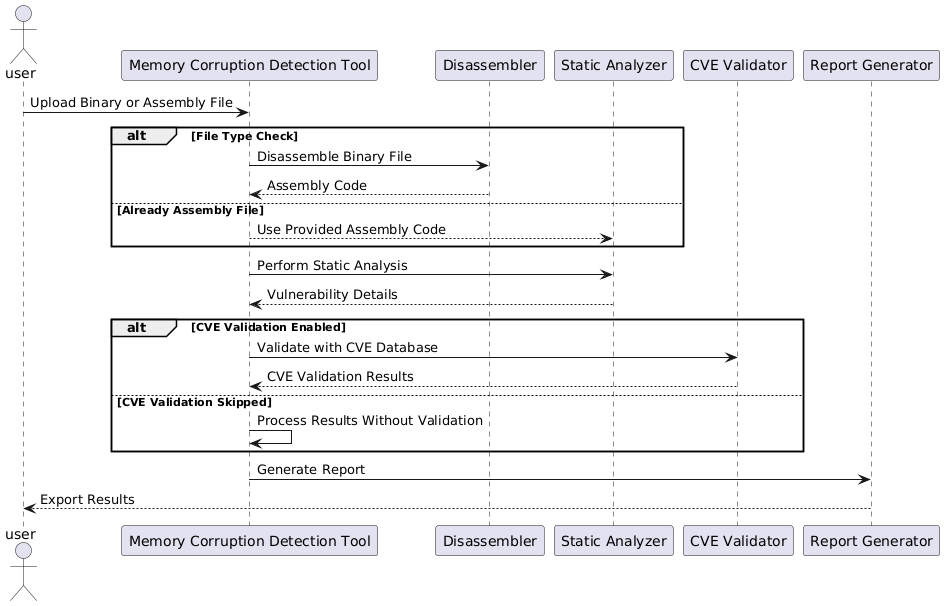 user
Memory Corruption Detection Tool
Disassembler
Static Analyzer
CVE Validator
Report Generator
Upload Binary or Assembly File
alt
[File Type Check]
Disassemble Binary File
Assembly Code
[Already Assembly File]
Use Provided Assembly Code
Perform Static Analysis
Vulnerability Details
alt
[CVE Validation Enabled]
Validate with CVE Database
CVE Validation Results
[CVE Validation Skipped]
Process Results Without Validation
Generate Report
Export Results
user
Memory Corruption Detection Tool
Disassembler
Static Analyzer
CVE Validator
Report Generator